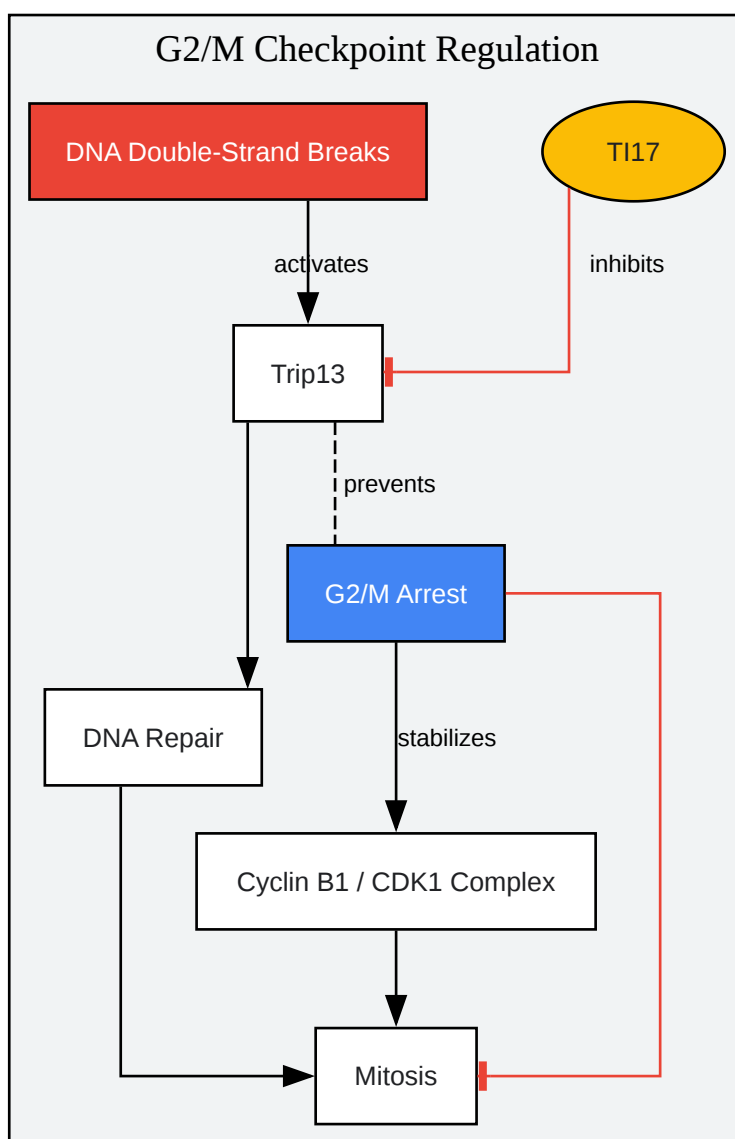 G2/M Checkpoint Regulation
DNA Double-Strand Breaks
TI17
activates
inhibits
Trip13
prevents
G2/M Arrest
DNA Repair
stabilizes
Cyclin B1 / CDK1 Complex
Mitosis